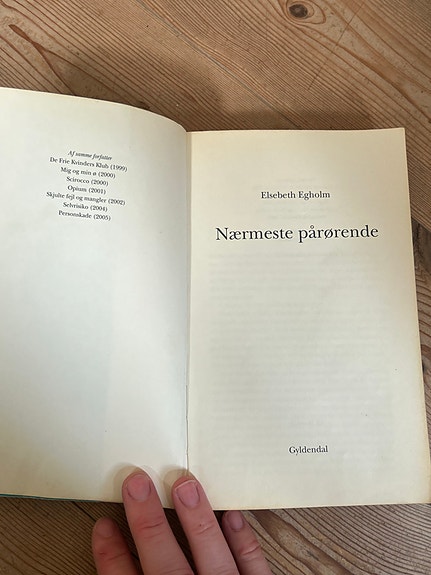 Af samme forfatter
De Frie Kvinders Klub (1999)
Mig og min ø (2000)
Scirocco (2000)
Opium (2001)
Skjulte fejl og mangler (2002)
Selvrisiko (2004)
Personskade (2005)
Elsebeth Egholm
Nærmeste pårørende
Gyldendal